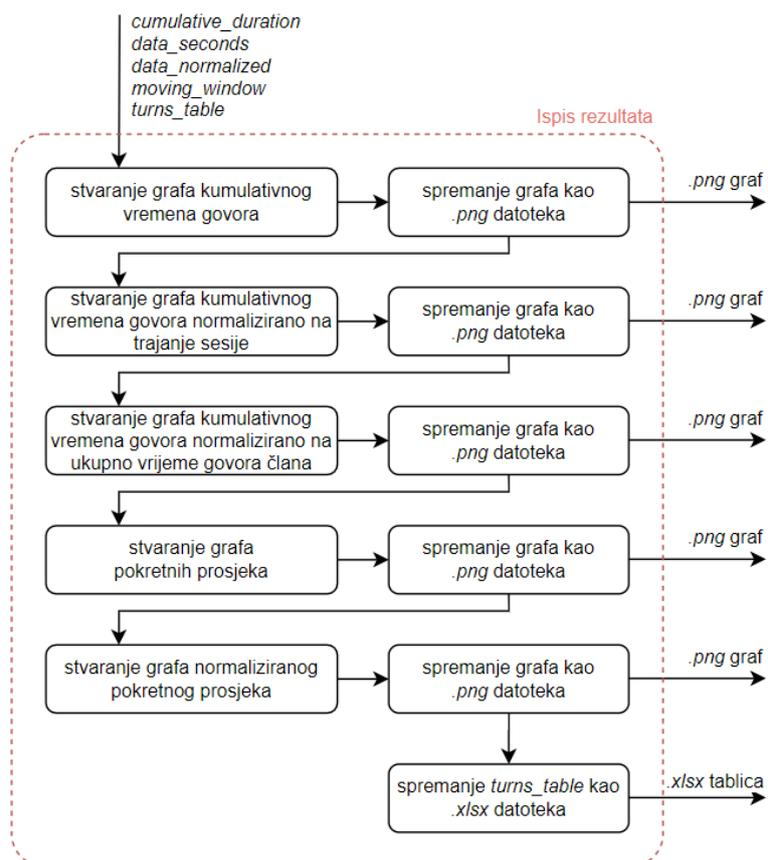 cumulative_duration
data_seconds
data_normalized
moving_window
turns_table
Ispis rezultata
stvaranje grafa kumulativnog
vremena govora
spremanje grafa kao
.png datoteka
.png graf
stvaranje grafa kumulativnog
vremena govora normalizirano na
trajanje sesije
spremanje grafa kao
.png datoteka
.png graf
stvaranje grafa kumulativnog
vremena govora normalizirano na
ukupno vrijeme govora člana
spremanje grafa kao
.png datoteka
.png graf
stvaranje grafa
pokretnih prosjeka
spremanje grafa kao
.png datoteka
.png graf
stvaranje grafa normaliziranog
pokretnog prosjeka
spremanje grafa kao
.png datoteka
.png graf
spremanje turns_table kao
.xlsx datoteka
.xlsx tablica